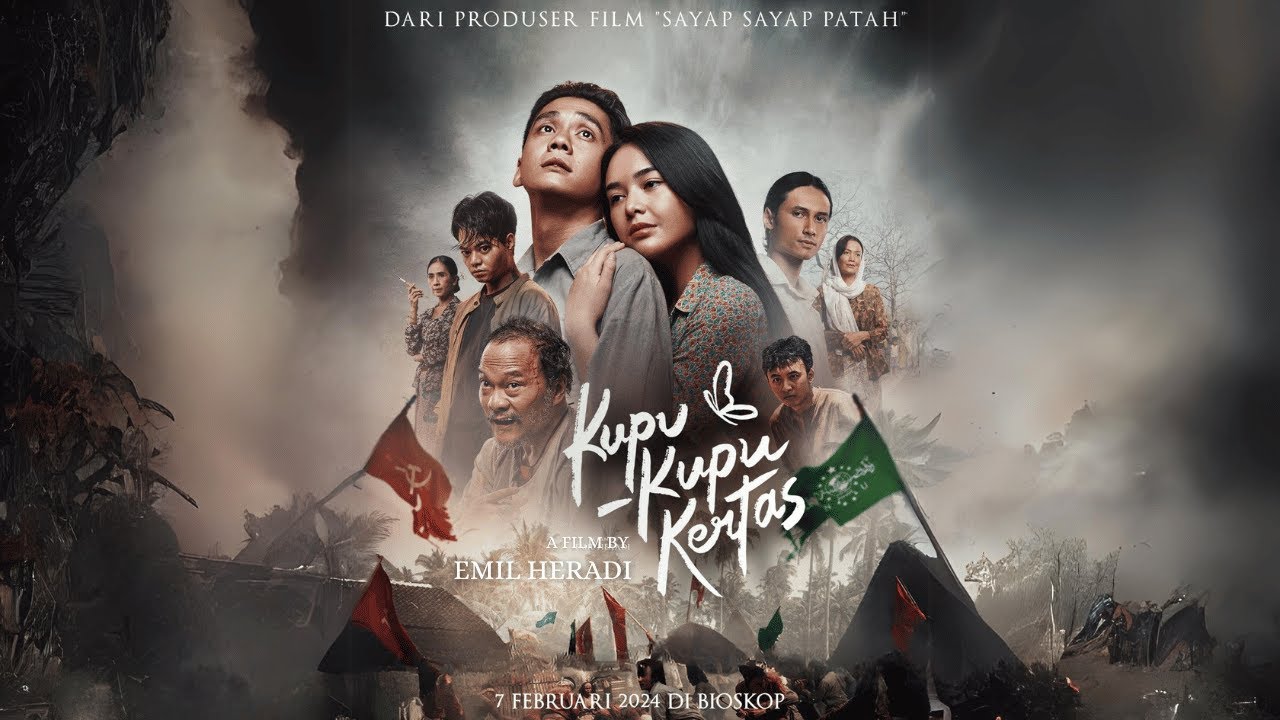 DARI PRODUSER FILM "SAYAP SAYAP PATAH"
Kupu
-Kupu
Kertas
A FILM BY
EMIL HERADI
7 FEBRUARI 2024 DI BIOSKOP